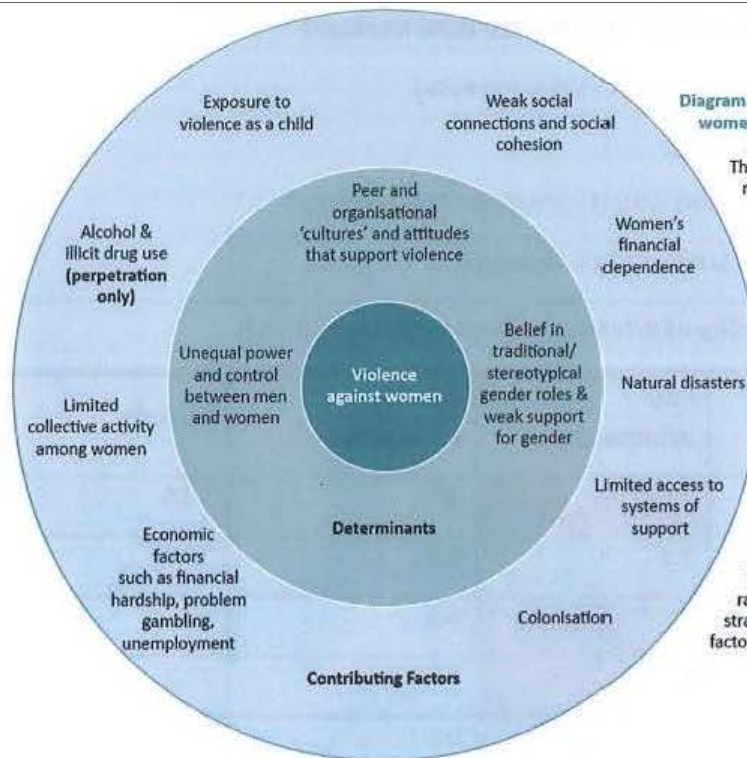 Exposure to
violence as a child
Weak social
connections and social
cohesion
Diagram
women
Th
Peer and
organisational
'cultures' and attitudes
that support violence
Alcohol &
illicit drug use
(perpetration
only)
Women's
financial
dependence
Unequal power
and control
between men
and women
Violence
against women
Belief in
traditional/
stereotypical
gender roles &
weak support
for gender
Natural disasters
Limited
collective activity
among women
Limited access to
systems of
support
Determinants
Economic
factors
such as financial
hardship, problem
gambling,
unemployment
Colonisation
ra
stra
facto
Contributing Factors